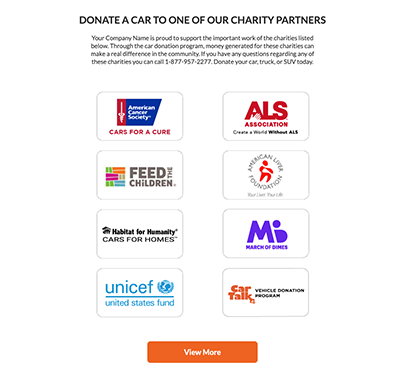 DONATE A CAR TO ONE OF OUR CHARITY PARTNERS
Your Company Name is proud to support the important work of the charities listed
below. Through the car donation program, money generated for these charities can
make a real difference in the community. If you have any questions regarding any of
these charities you can call 1-877-957-2277. Donate your car, truck, or SUV today.
American
Cancer
Society
CARS FOR A CURE
ALS
ASSOCIATION
Create a World Without ALS
FEED THE
CHiLDREN
AMERICAN LIVER
FOUNDATION
Your Liver. Your Life.
Habitat for Humanity®
CARS FOR HOMES™
MARCH OF DIMES
unicef
united states fund
Car
Talk
VEHICLE DONATION
PROGRAM
View More